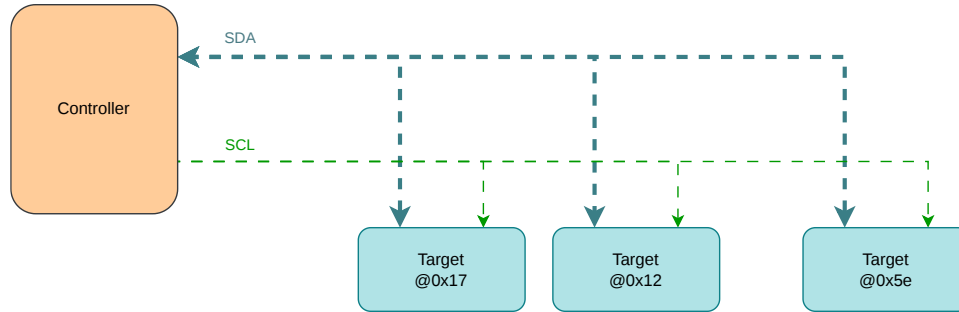 SDA
Controller
SCL
Target
@0x17
Target
@0x12
Target
@0x5e